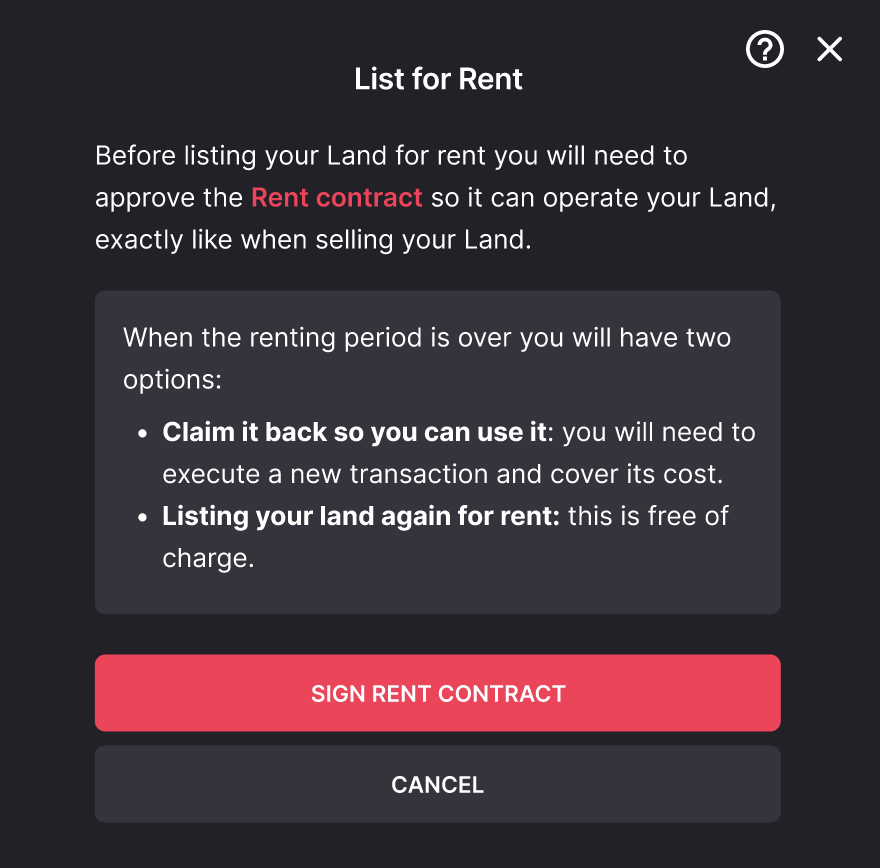 List for Rent
Before listing your Land for rent you will need to
approve the Rent contract so it can operate your Land,
exactly like when selling your Land.
When the renting period is over you will have two
options:
• Claim it back so you can use it: you will need to
execute a new transaction and cover its cost.
• Listing your land again for rent: this is free of
charge.
SIGN RENT CONTRACT
CANCEL